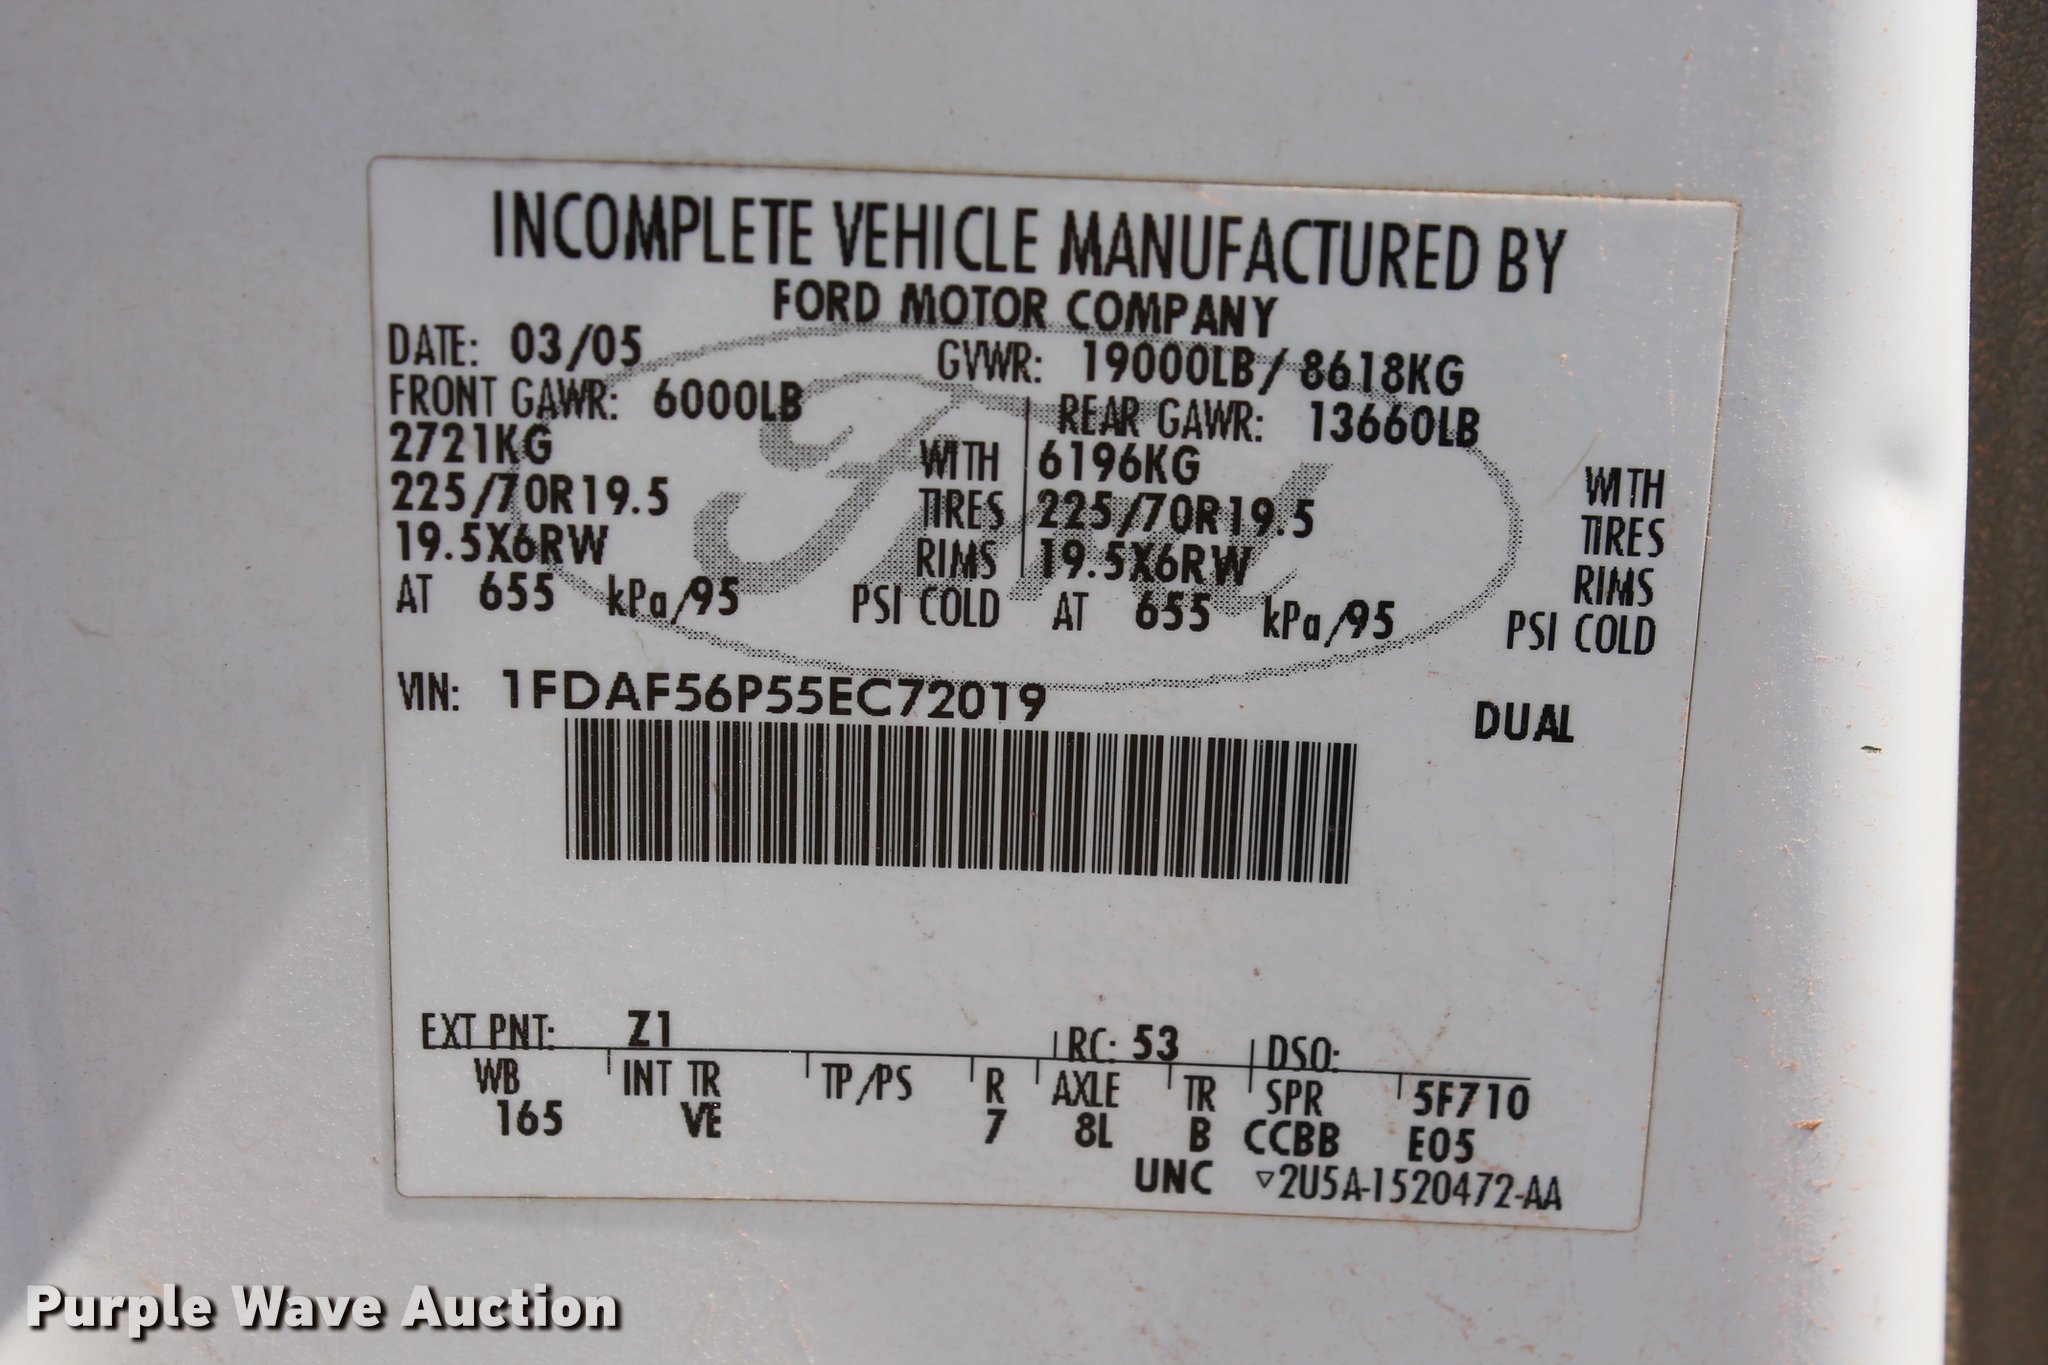 INCOMPLETE VEHICLE MANUFACTURED BY
FORD MOTOR COMPANY
DATE: 03/05 GVWR: 19000LB / 8618KG
FRONT GAWR: 6000LB REAR GAWR: 13660LB
2721KG WITH 6196KG WITH
225/70R19.5 TIRES 225/70R19.5 TIRES
19.5X6RW RIMS 19.5X6RW RIMS
AT 655 kPa/95 PSI COLD AT 655 kPa/95 PSI COLD
VIN: 1FDAF56P55EC72019 DUAL
EXT PNT: Z1 RC: 53 DSO:
WB INT TR TP/PS R AXLE TR SPR 5F710
165 VE 7 8L B CCBB E05
UNC ▽2U5A-1520472-AA
Purple Wave Auction